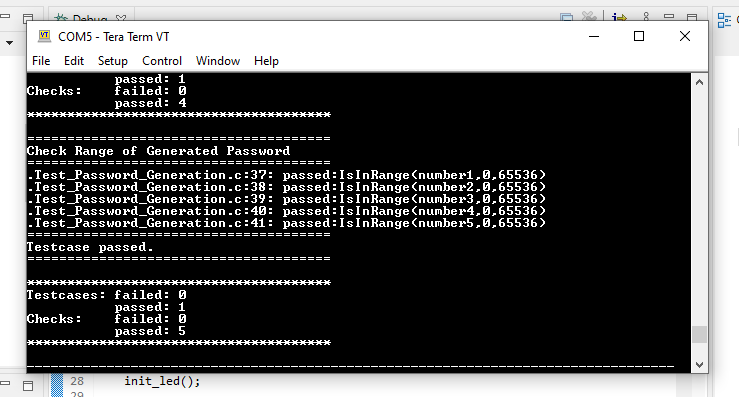 Debug
COM5 - Tera Term VT
File Edit Setup Control Window Help
passed: 1
Checks: failed: 0
passed: 4
**************************************
======================================
Check Range of Generated Password
======================================
.Test_Password_Generation.c:37: passed:IsInRange(number1,0,65536)
.Test_Password_Generation.c:38: passed:IsInRange(number2,0,65536)
.Test_Password_Generation.c:39: passed:IsInRange(number3,0,65536)
.Test_Password_Generation.c:40: passed:IsInRange(number4,0,65536)
.Test_Password_Generation.c:41: passed:IsInRange(number5,0,65536)
======================================
Testcase passed.
======================================
**************************************
Testcases: failed: 0
passed: 1
Checks: failed: 0
passed: 5
**************************************
---------------------------------------------------------------------------------
28 init_led();
29